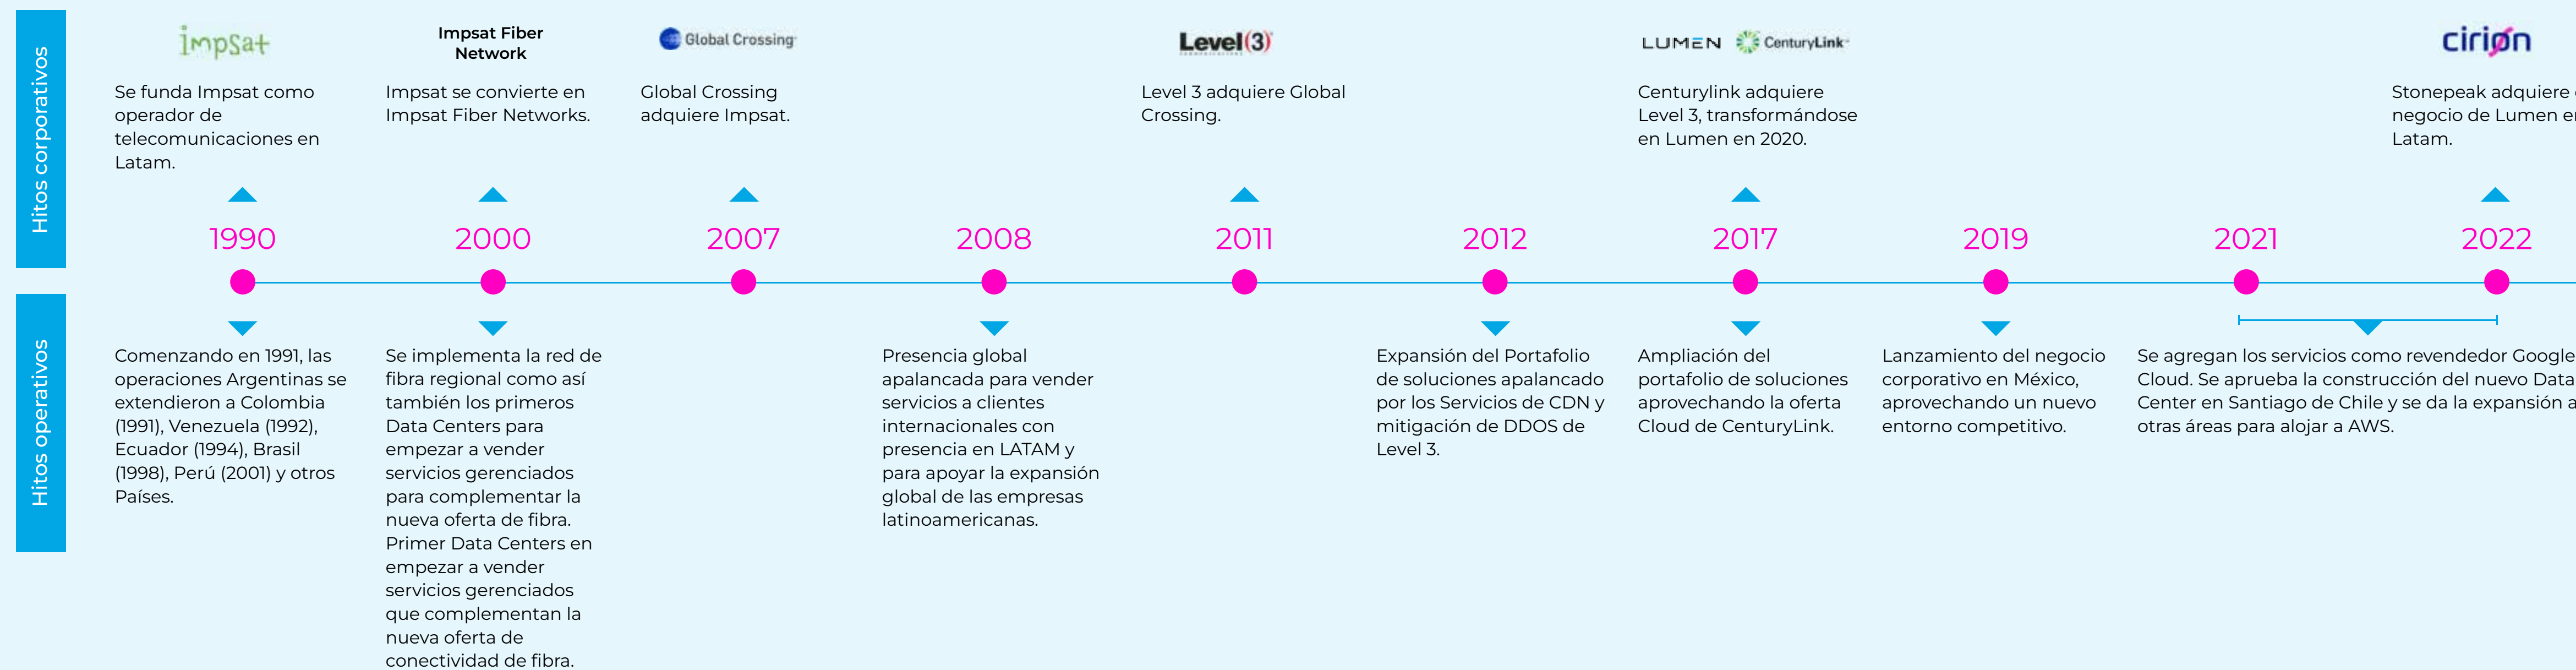 Hitos corporativos
impsat
Se funda Impsat como
operador de
telecomunicaciones en
Latam.
Impsat Fiber
Network
Impsat se convierte en
Impsat Fiber Networks.
Global Crossing
Global Crossing
adquiere Impsat.
Level(3)
Level 3 adquiere Global
Crossing.
LUMEN CenturyLink
Centurylink adquiere
Level 3, transformándose
en Lumen en 2020.
cirion
Stonepeak adquiere
negocio de Lumen
Latam.
1990
2000
2007
2008
2011
2012
2017
2019
2021
2022
Hitos operativos
Comenzando en 1991, las
operaciones Argentinas se
extendieron a Colombia
(1991), Venezuela (1992),
Ecuador (1994), Brasil
(1998), Perú (2001) y otros
Países.
Se implementa la red de
fibra regional como así
también los primeros
Data Centers para
empezar a vender
servicios gerenciados
para complementar la
nueva oferta de fibra.
Primer Data Centers en
empezar a vender
servicios gerenciados
que complementan la
nueva oferta de
conectividad de fibra.
Presencia global
apalancada para vender
servicios a clientes
internacionales con
presencia en LATAM y
para apoyar la expansión
global de las empresas
latinoamericanas.
Expansión del Portafolio
de soluciones apalancado
por los Servicios de CDN y
mitigación de DDOS de
Level 3.
Ampliación del
portafolio de soluciones
aprovechando la oferta
Cloud de CenturyLink.
Lanzamiento del negocio
corporativo en México,
aprovechando un nuevo
entorno competitivo.
Se agregan los servicios como revendedor Google
Cloud. Se aprueba la construcción del nuevo Data
Center en Santiago de Chile y se da la expansión a
otras áreas para alojar a AWS.